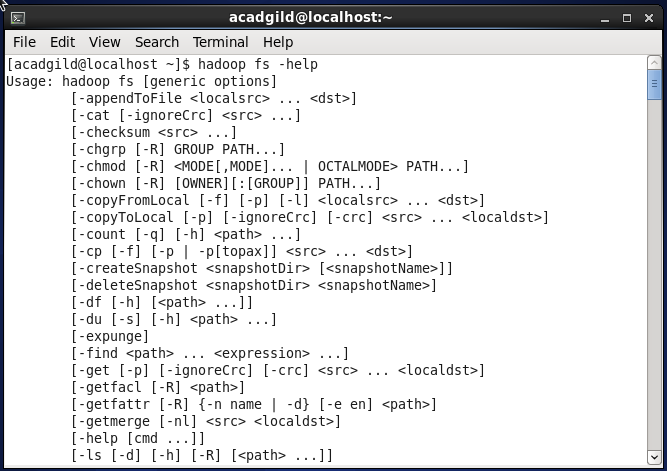 acadgild@localhost:~
File Edit View Search Terminal Help
[acadgild@localhost ~]$ hadoop fs -help
Usage: hadoop fs [generic options]
[-appendToFile <localsrc> ... <dst>]
[-cat [-ignoreCrc] <src> ...]
[-checksum <src> ...]
[-chgrp [-R] GROUP PATH...]
[-chmod [-R] <MODE[,MODE]... | OCTALMODE> PATH...]
[-chown [-R] [OWNER][:[GROUP]] PATH...]
[-copyFromLocal [-f] [-p] [-l] <localsrc> ... <dst>]
[-copyToLocal [-p] [-ignoreCrc] [-crc] <src> ... <localdst>]
[-count [-q] [-h] <path> ...]
[-cp [-f] [-p | -p[topax]] <src> ... <dst>]
[-createSnapshot <snapshotDir> [<snapshotName>]]
[-deleteSnapshot <snapshotDir> <snapshotName>]
[-df [-h] [<path> ...]]
[-du [-s] [-h] <path> ...]
[-expunge]
[-find <path> ... <expression> ...]
[-get [-p] [-ignoreCrc] [-crc] <src> ... <localdst>]
[-getfacl [-R] <path>]
[-getfattr [-R] {-n name | -d} [-e en] <path>]
[-getmerge [-nl] <src> <localdst>]
[-help [cmd ...]]
[-ls [-d] [-h] [-R] [<path> ...]]